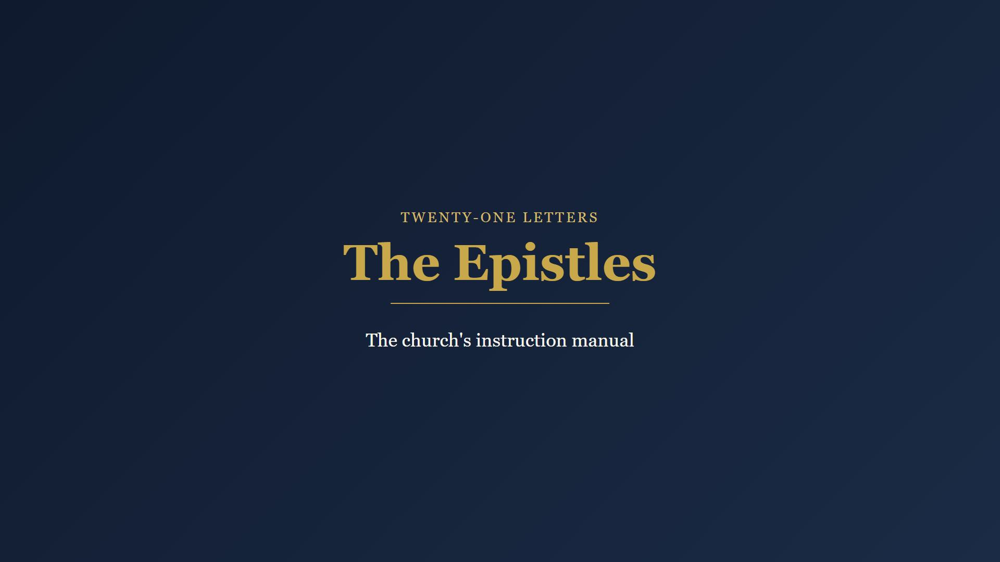 TWENTY-ONE LETTERS
The Epistles
The church's instruction manual